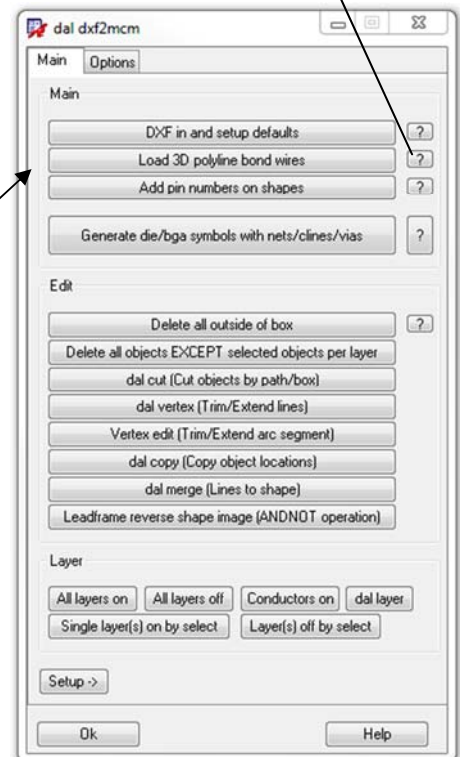 dal dxf2mcm
Main Options
Main
DXF in and setup defaults ?
Load 3D polyline bond wires ?
Add pin numbers on shapes ?
Generate die/bga symbols with nets/clines/vias ?
Edit
Delete all outside of box ?
Delete all objects EXCEPT selected objects per layer
dal cut (Cut objects by path/box)
dal vertex (Trim/Extend lines)
Vertex edit (Trim/Extend arc segment)
dal copy (Copy object locations)
dal merge (Lines to shape)
Leadframe reverse shape image (ANDNOT operation)
Layer
All layers on All layers off Conductors on dal layer
Single layer(s) on by select Layer(s) off by select
Setup ->
Ok Help